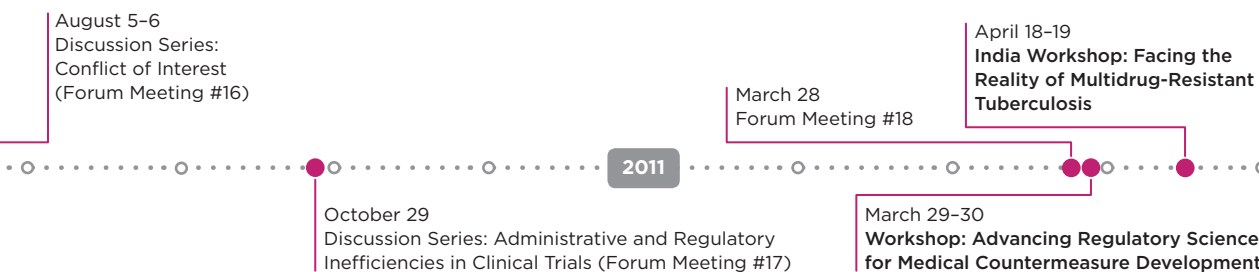 August 5–6
Discussion Series:
Conflict of Interest
(Forum Meeting #16)
October 29
Discussion Series: Administrative and Regulatory
Inefficiencies in Clinical Trials (Forum Meeting #17)
2011
March 28
Forum Meeting #18
March 29–30
Workshop: Advancing Regulatory Science
for Medical Countermeasure Development
April 18–19
India Workshop: Facing the
Reality of Multidrug-Resistant
Tuberculosis